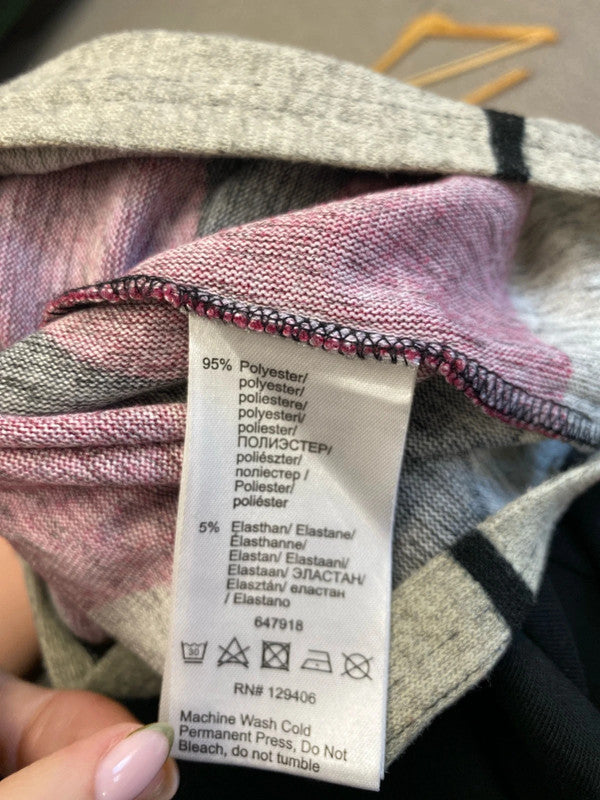 95% Polyester/
polyester/
poliestere/
polyesteri/
poliester/
ПОЛИЭСТЕР/
poliészter/
поліестер /
Poliester/
poliéster
5% Elasthan/ Elastane/
Élasthanne/
Elastan/ Elastaani/
Elastaan/ ЭЛАСТАН/
Elasztán/ еластан
/ Elastano
647918
30
RN# 129406
Machine Wash Cold
Permanent Press, Do Not
Bleach, do not tumble